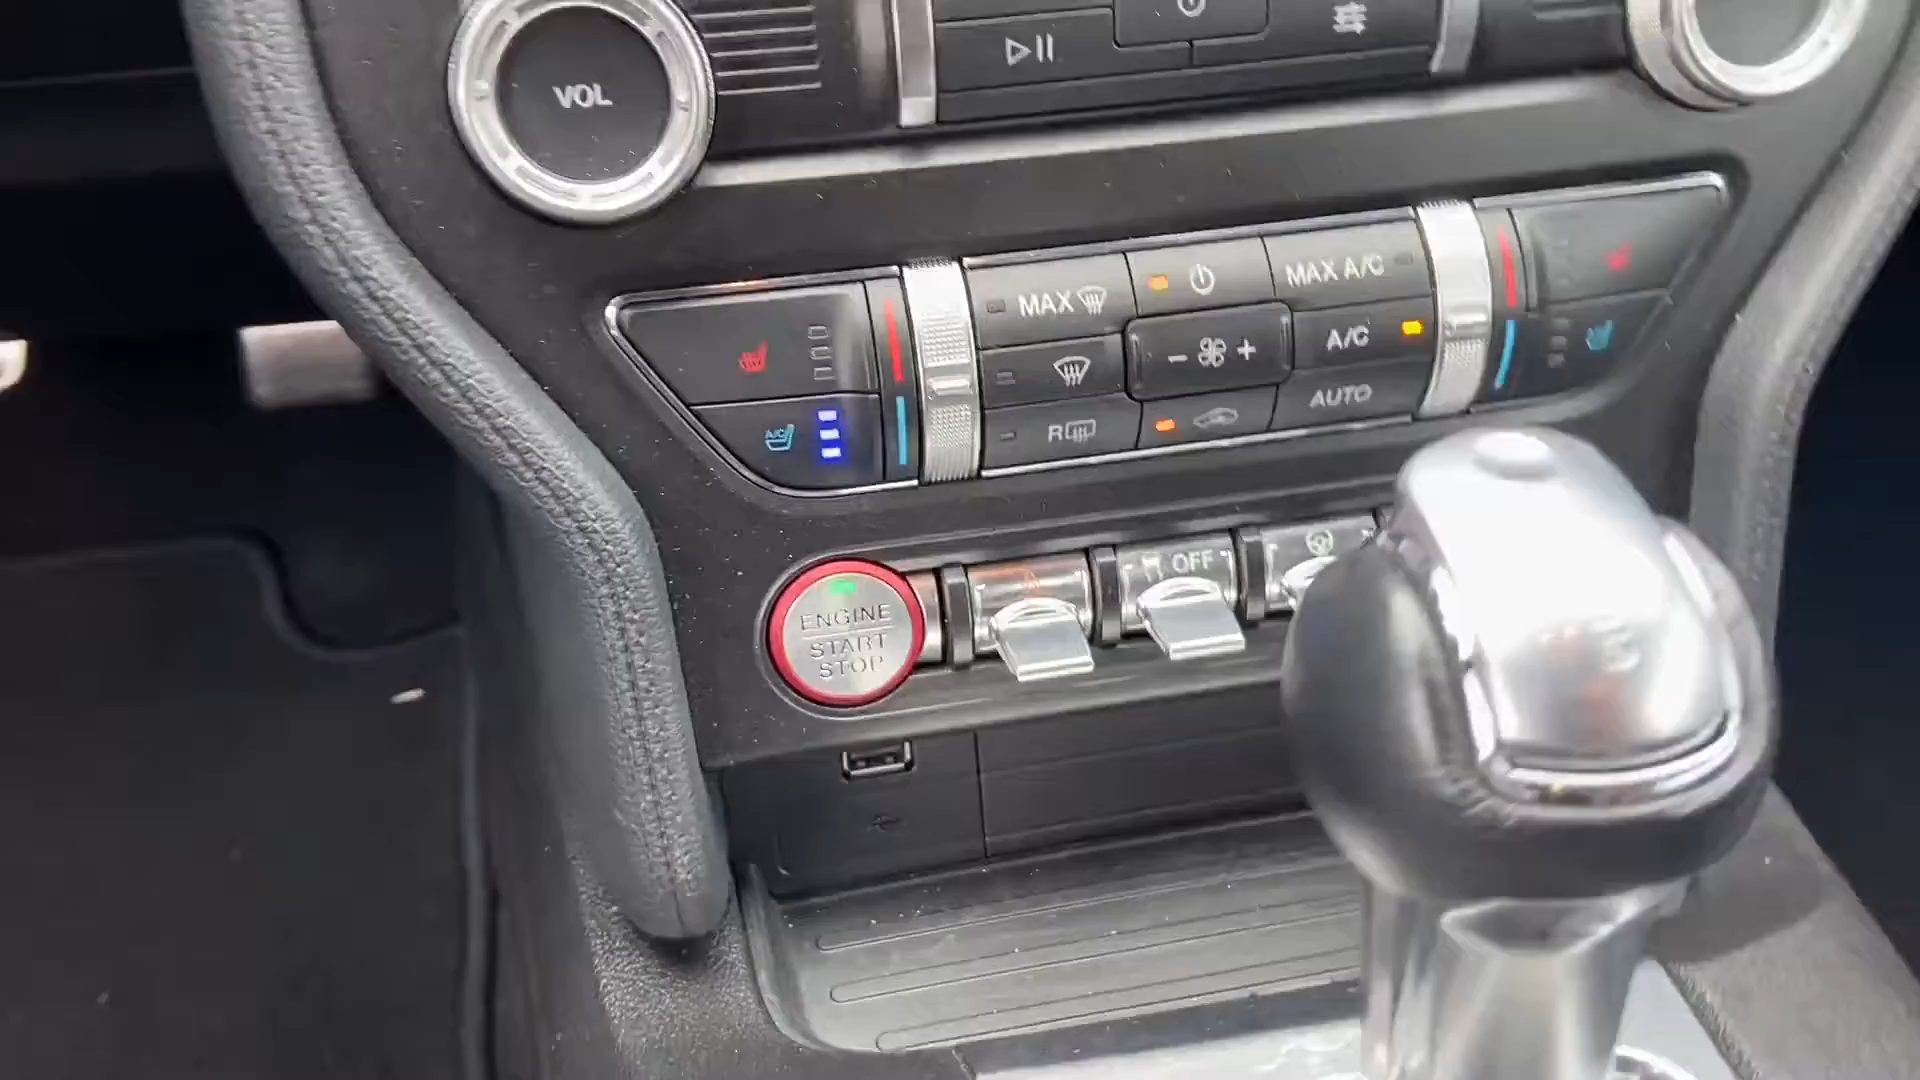 VOL
MAX
MAX A/C
A/C
A/C
AUTO
R
OFF
ENGINE
START
STOP